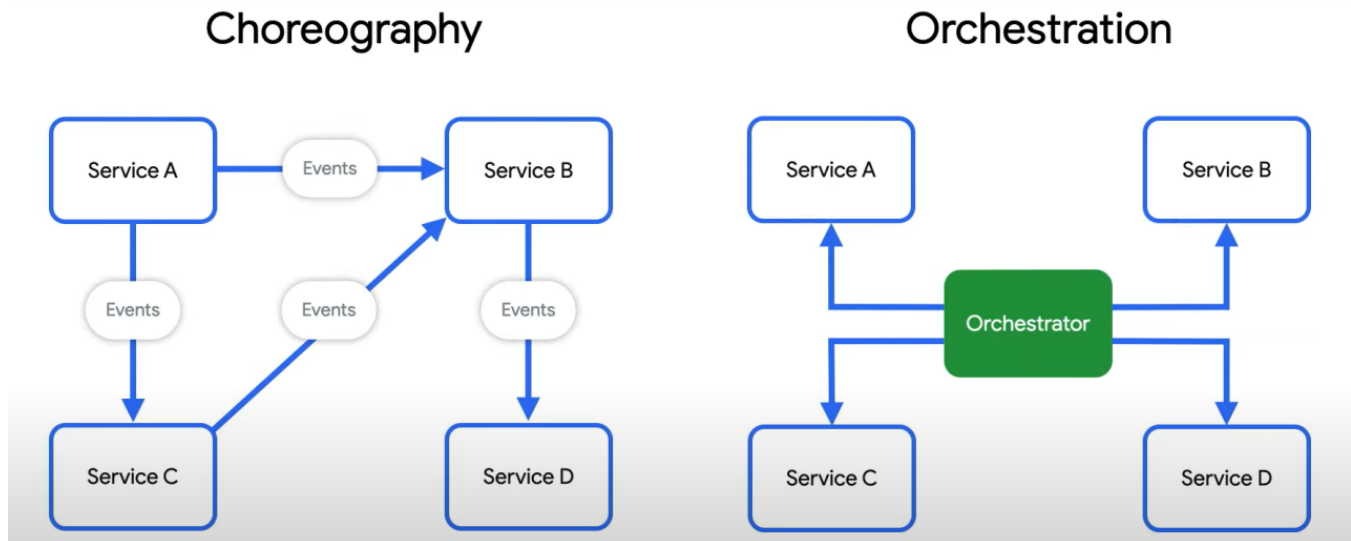 Choreography
Orchestration
Service A
Events
Service B
Events
Events
Events
Service C
Service D
Service A
Service B
Orchestrator
Service C
Service D